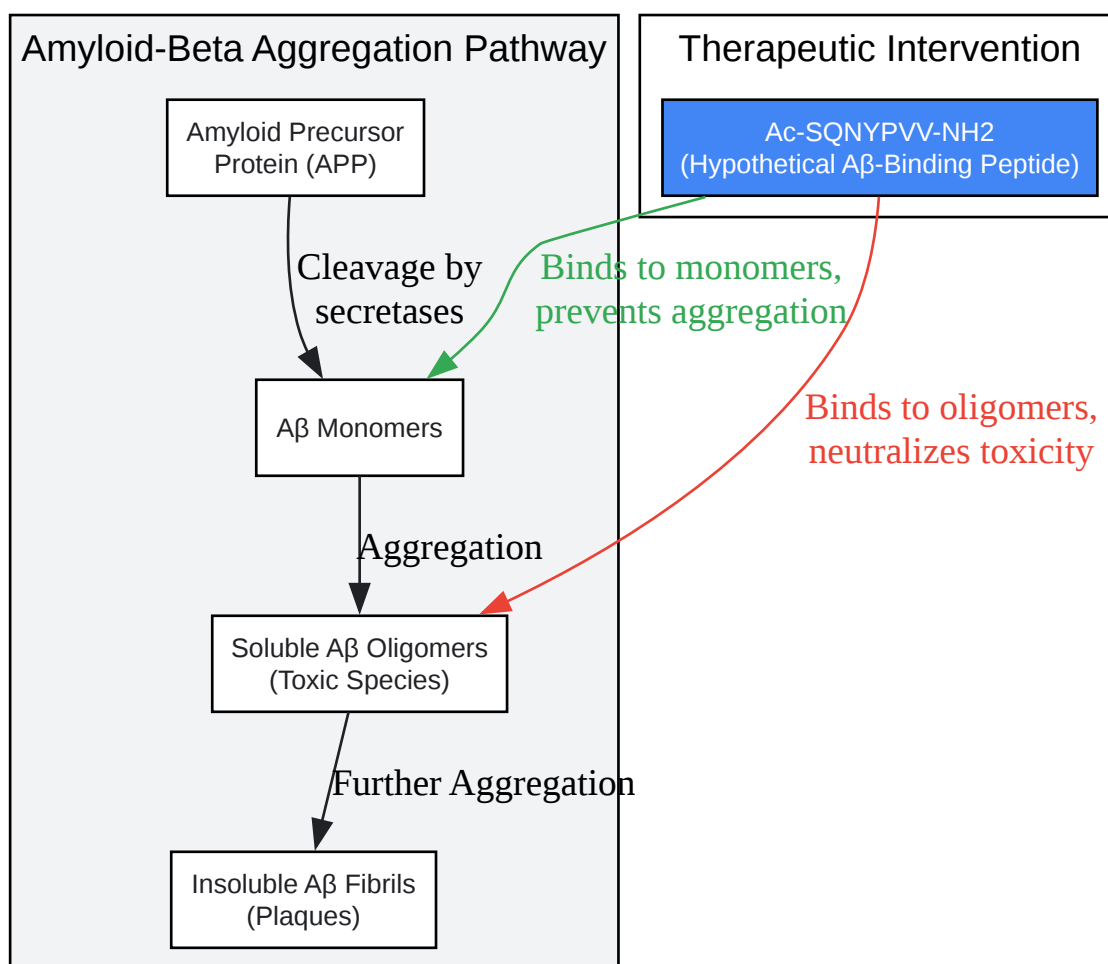 Amyloid-Beta Aggregation Pathway
Amyloid Precursor
Protein (APP)
Cleavage by
secretases
Aβ Monomers
Aggregation
Soluble Aβ Oligomers
(Toxic Species)
Further Aggregation
Insoluble Aβ Fibrils
(Plaques)
Therapeutic Intervention
Ac-SQNYPVV-NH2
(Hypothetical Aβ-Binding Peptide)
Binds to monomers,
prevents aggregation
Binds to oligomers,
neutralizes toxicity